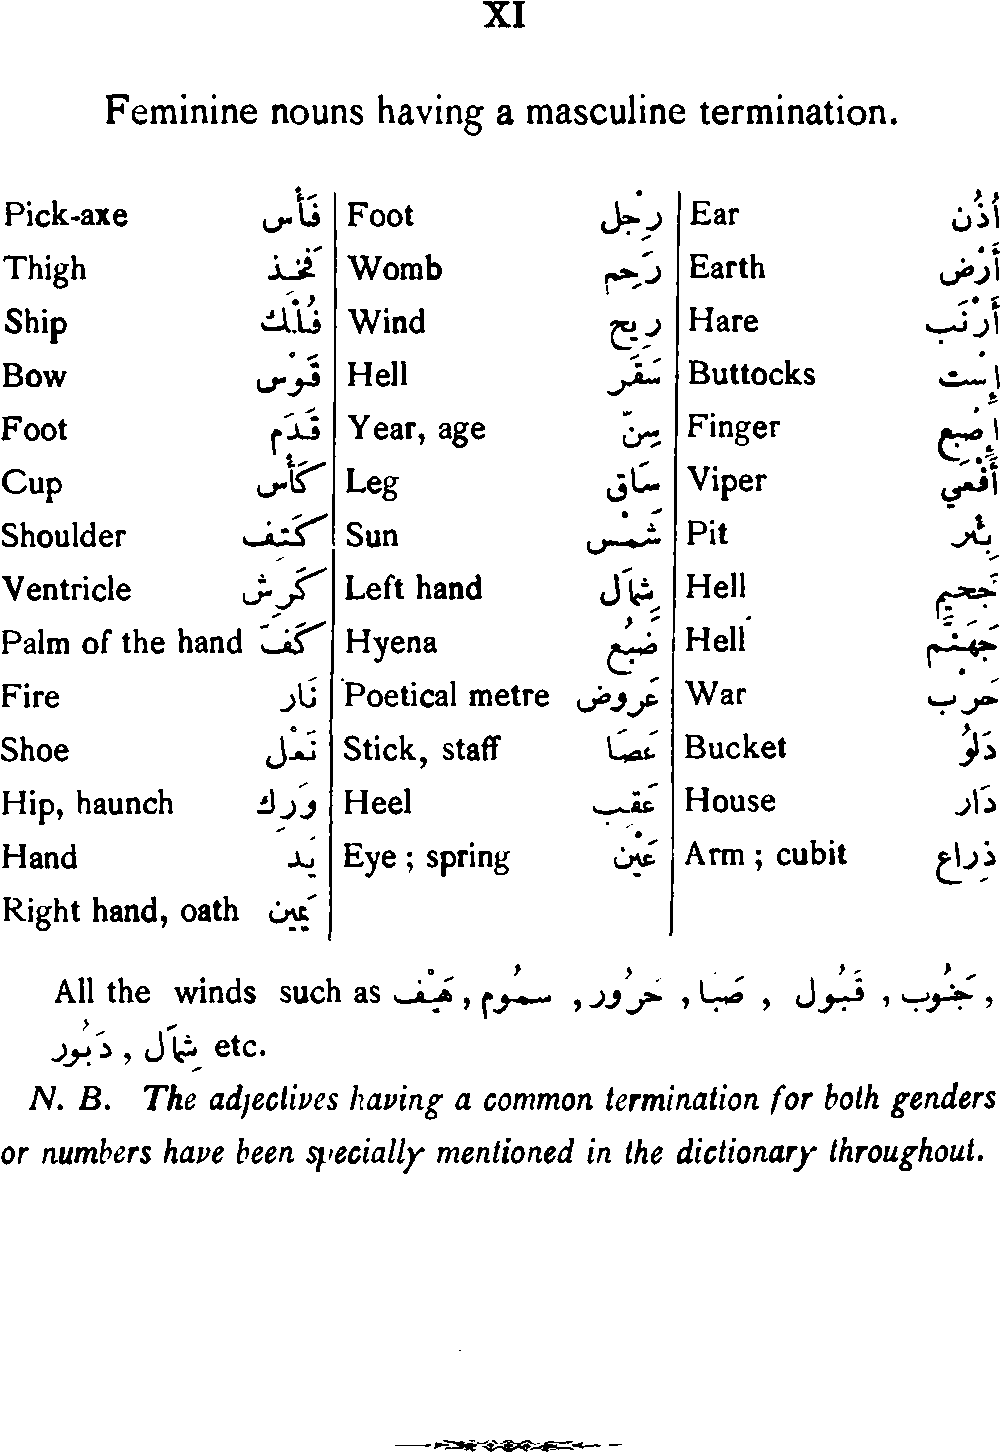 XI
Feminine nouns having a masculine termination.
Pick-axe فَأْس Foot رِجْل Ear أُذُن
Thigh فَخِذ Womb رَحِم Earth أَرْض
Ship فُلْك Wind رِيح Hare أَرْنَب
Bow قَوْس Hell سَقَر Buttocks إِسْت
Foot قَدَم Year, age سِنّ Finger إِصْبَع
Cup كَأْس Leg سَاق Viper أَفْعَي
Shoulder كَتِف Sun شَمْس Pit بِئْر
Ventricle كَرِش Left hand شِمَال Hell جَحِيم
Palm of the hand كَفّ Hyena ضَبُع Hell جَهَنَّم
Fire نَار Poetical metre عَرُوض War حَرْب
Shoe نَعْل Stick, staff عَصَا Bucket دَلْو
Hip, haunch وَرِك Heel عَقِب House دَار
Hand يَد Eye ; spring عَيْن Arm ; cubit ذِرَاع
Right hand, oath يَمِين
All the winds such as هَيْف , سَمُوم , حَرُور , صَبَا , قَبُول , جَنُوب ,
دَبُور , شِمَال etc.
N. B. The adjectives having a common termination for both genders
or numbers have been specially mentioned in the dictionary throughout.